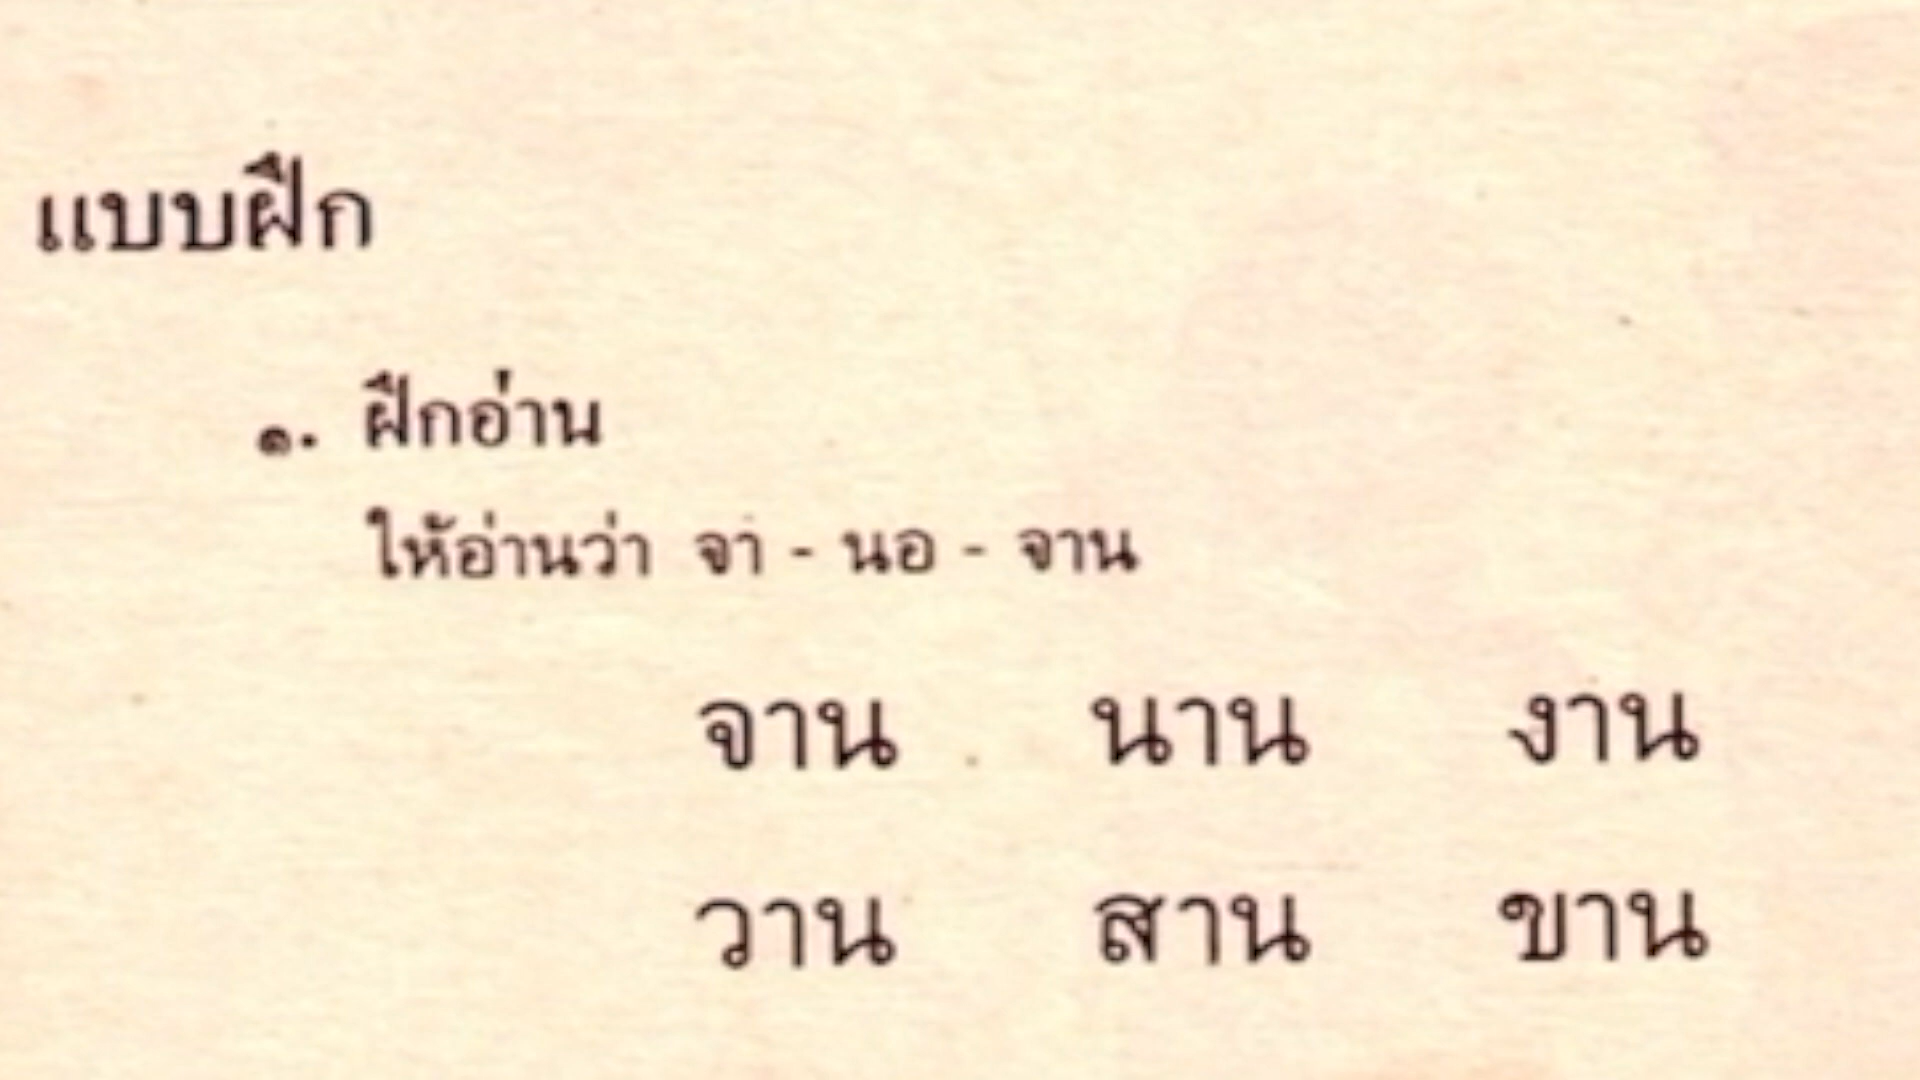 แบบฝึก
๑. ฝึกอ่าน
ให้อ่านว่า จา - นอ - จาน
จาน นาน งาน
วาน สาน ขาน